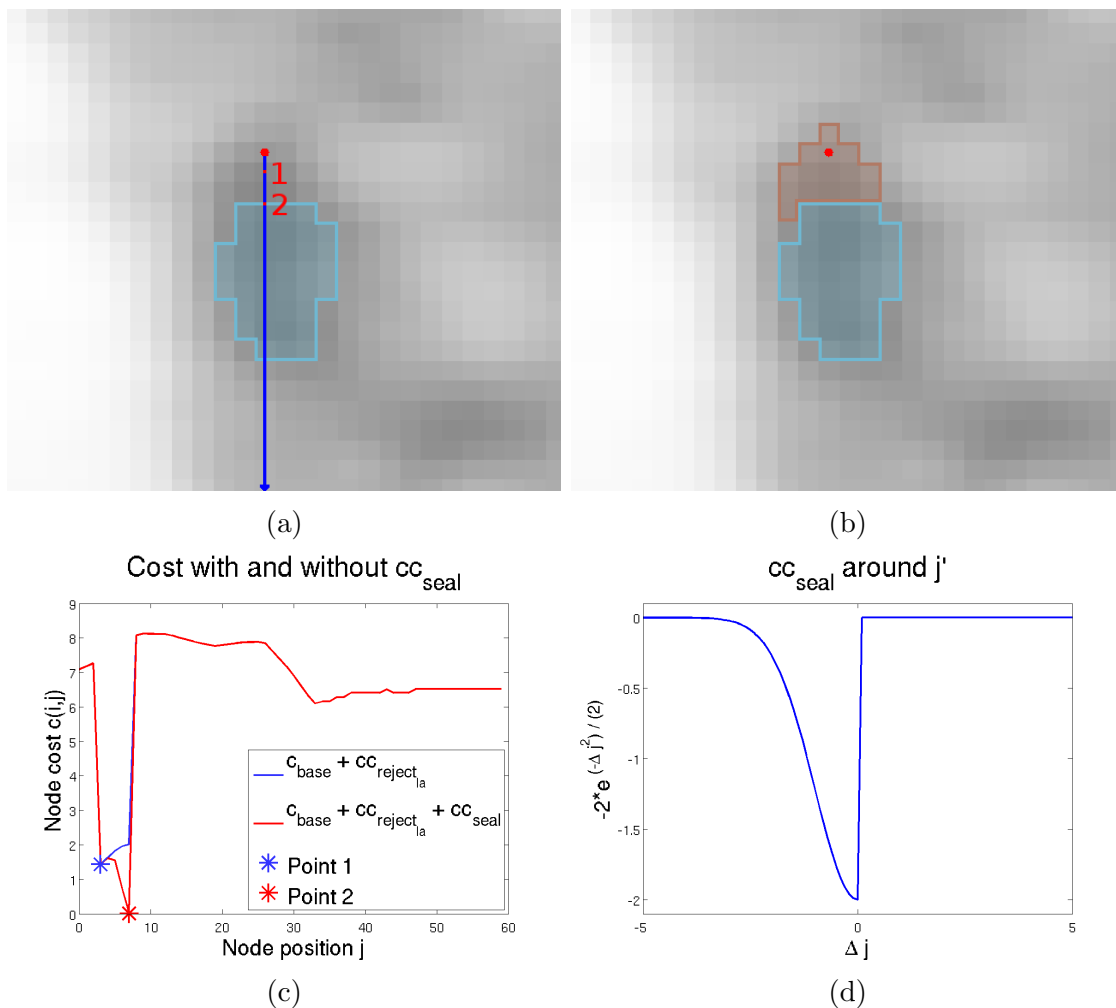 1
2
(a)
(b)
Cost with and without cc_seal
Node cost c(i,j)
9
8
7
6
5
4
3
2
1
0
0 10 20 30 40 50 60
Node position j
c_base + cc_reject_la
c_base + cc_reject_la + cc_seal
Point 1
Point 2
(c)
cc_seal around j'
-2*e^(-Δ j^2) / (2)
0
-0.5
-1
-1.5
-2
-5 0 5
Δ j
(d)